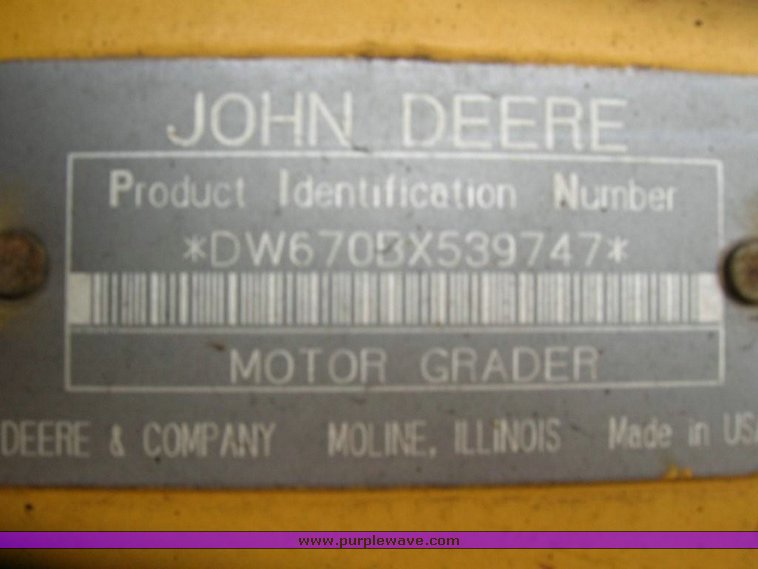 JOHN DEERE
Product Identification Number
*DW670BX539747*
MOTOR GRADER
DEERE & COMPANY MOLINE, ILLINOIS Made in USA
www.purplewave.com